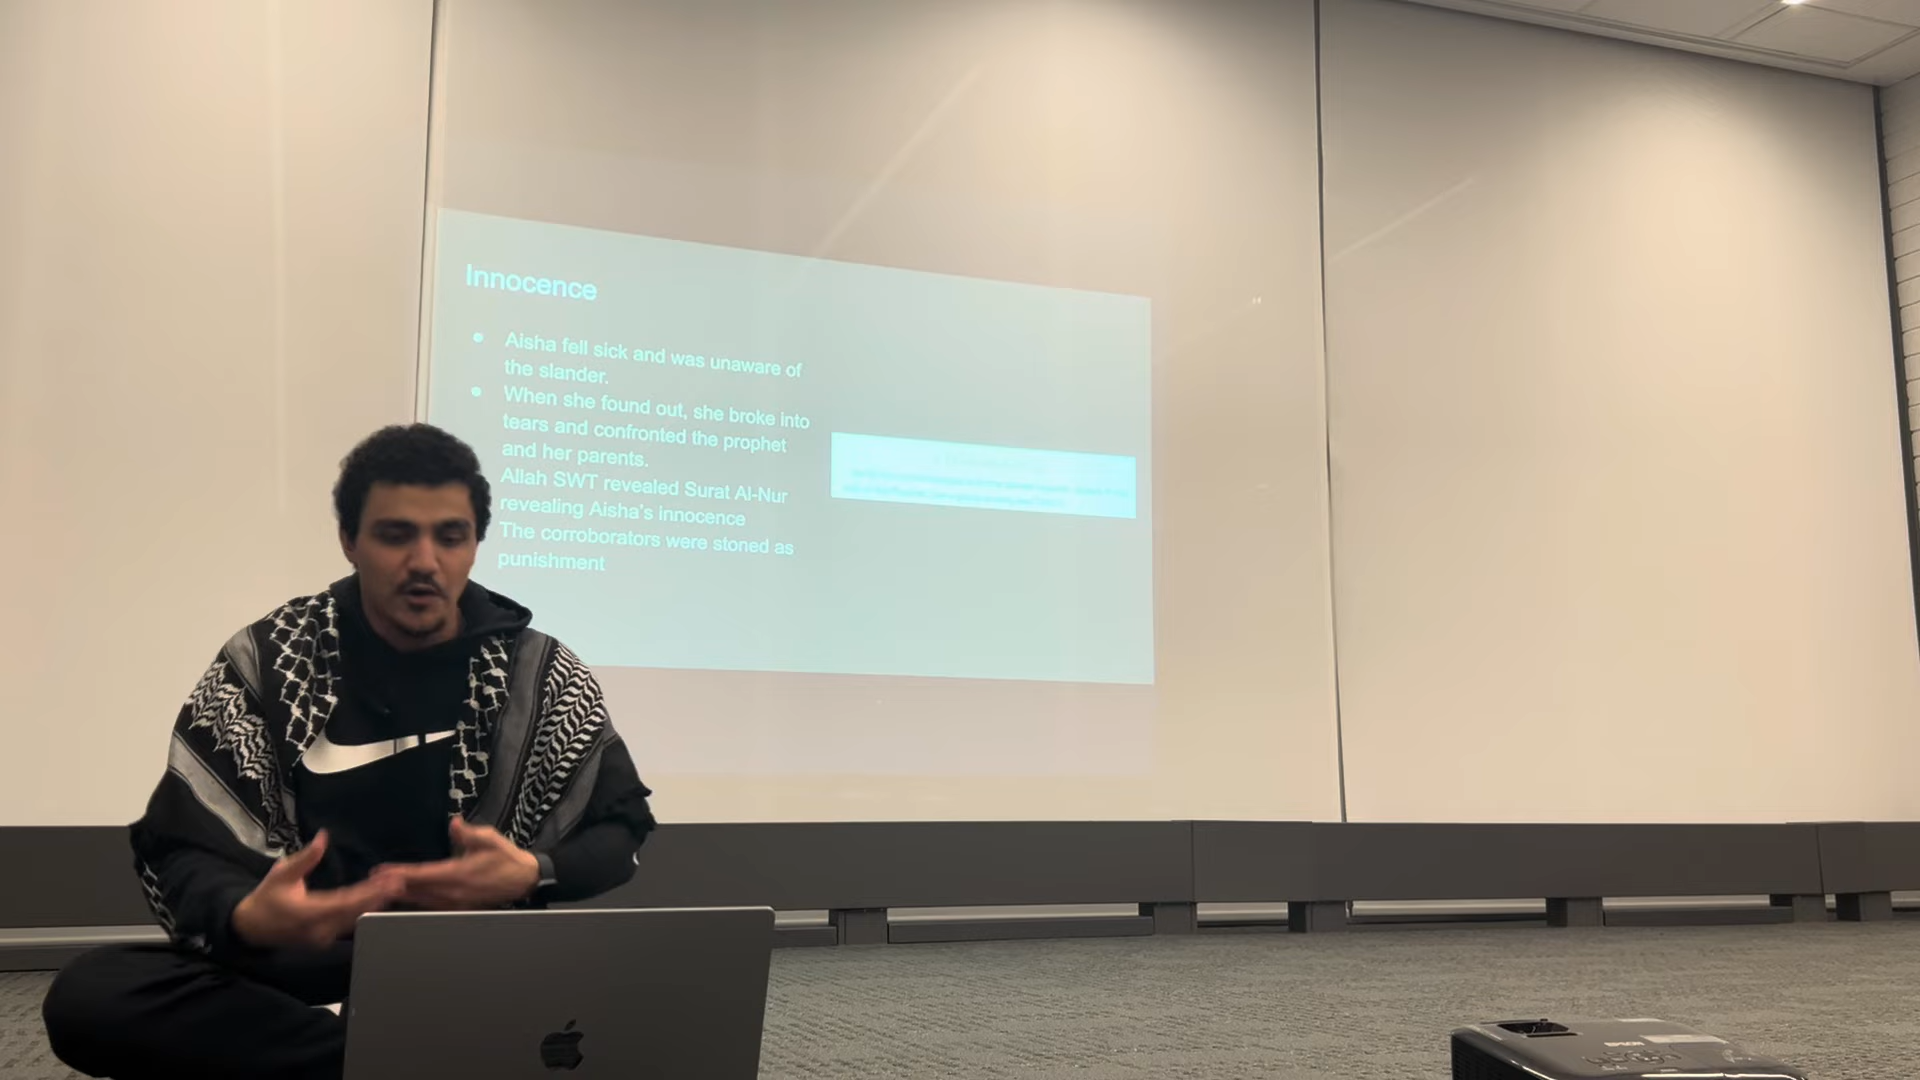 Innocence
Aisha fell sick and was unaware of
the slander.
When she found out, she broke into
tears and confronted the prophet
and her parents.
Allah SWT revealed Surat Al-Nur
revealing Aisha's innocence
The corroborators were stoned as
punishment
EPSON